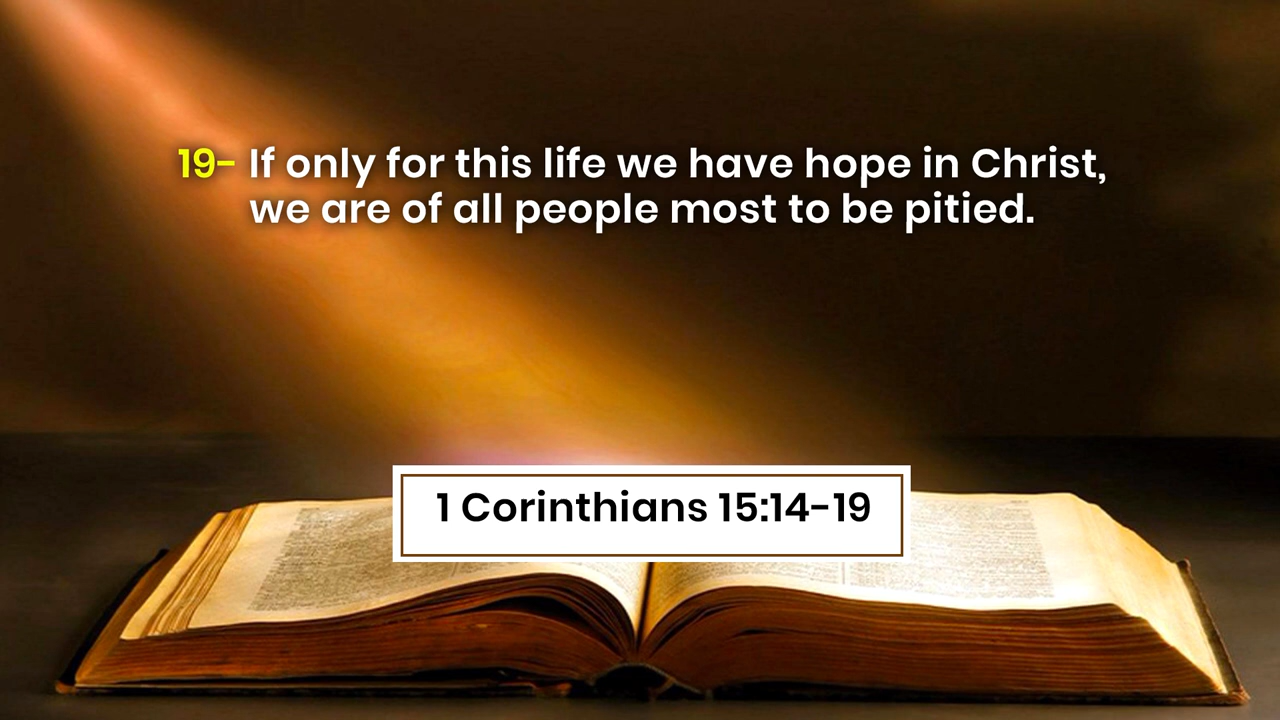 19- If only for this life we have hope in Christ,
we are of all people most to be pitied.
1 Corinthians 15:14-19